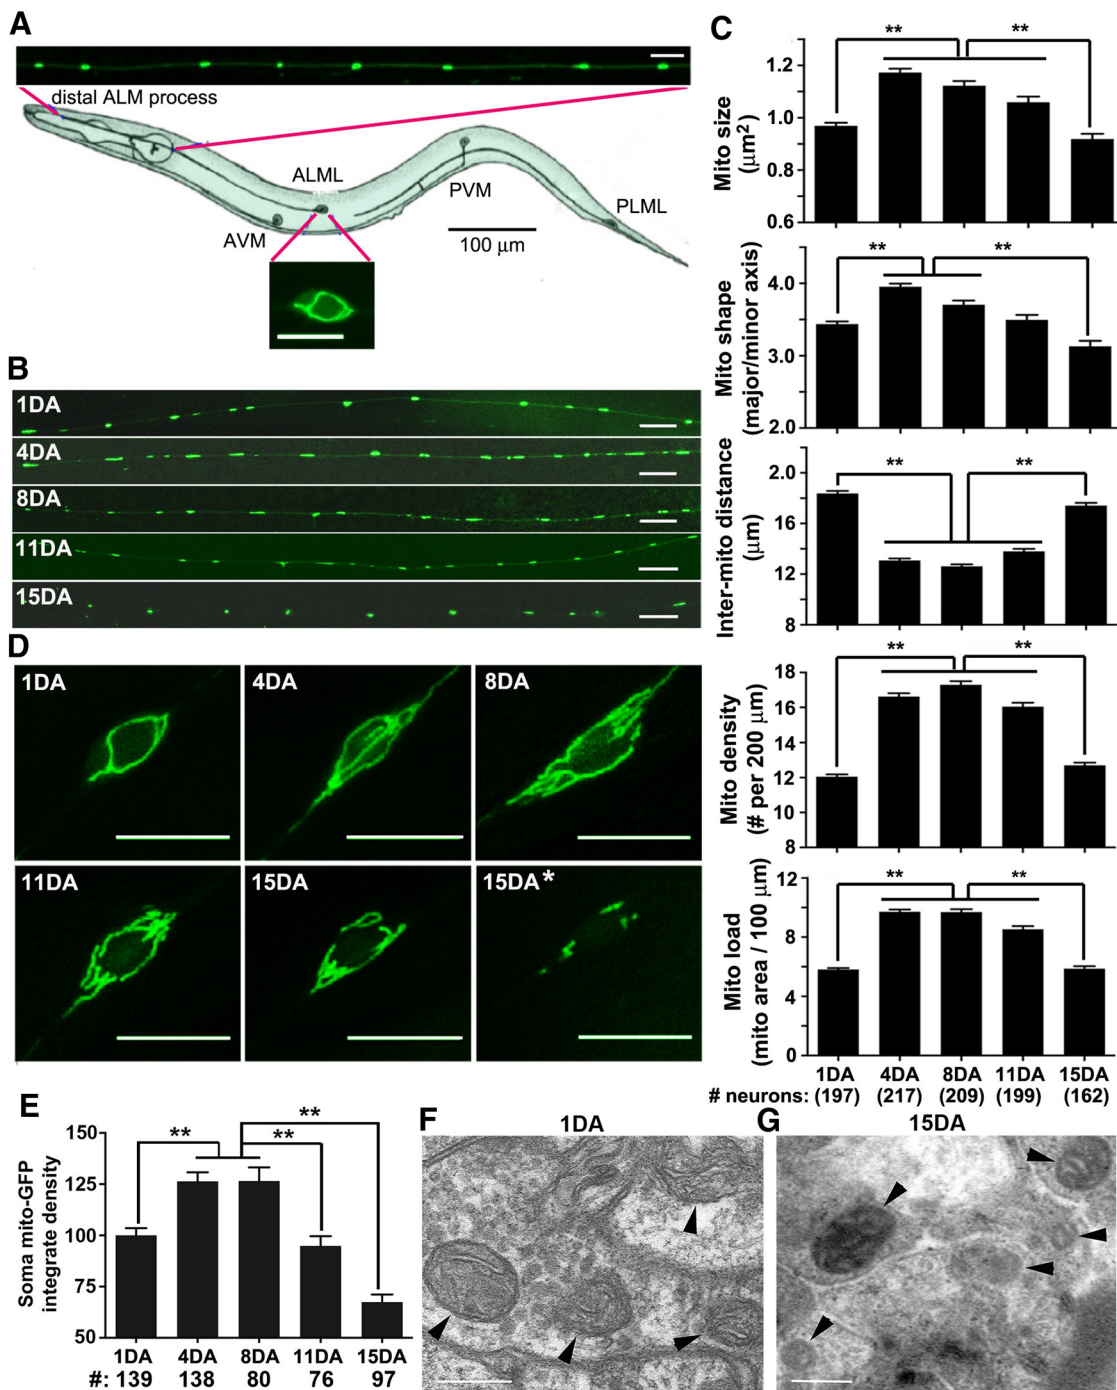 A
distal ALM process
ALML
PVM
PLML
AVM
100 μm
B
1DA
4DA
8DA
11DA
15DA
C
**
**
Mito size
(μm²)
1.2
1.0
0.8
0.6
**
**
Mito shape
(major/minor axis)
4.0
3.0
2.0
**
**
Inter-mito distance
(μm)
2.0
16
12
8
**
**
Mito density
(# per 200 μm)
18
16
14
12
10
8
**
**
Mito load
(mito area / 100 μm)
12
8
4
0
1DA 4DA 8DA 11DA 15DA
# neurons: (197) (217) (209) (199) (162)
D
1DA
4DA
8DA
11DA
15DA
15DA*
E
**
**
**
Soma mito-GFP
integrate density
150
125
100
75
50
1DA 4DA 8DA 11DA 15DA
#: 139 138 80 76 97
F
1DA
G
15DA